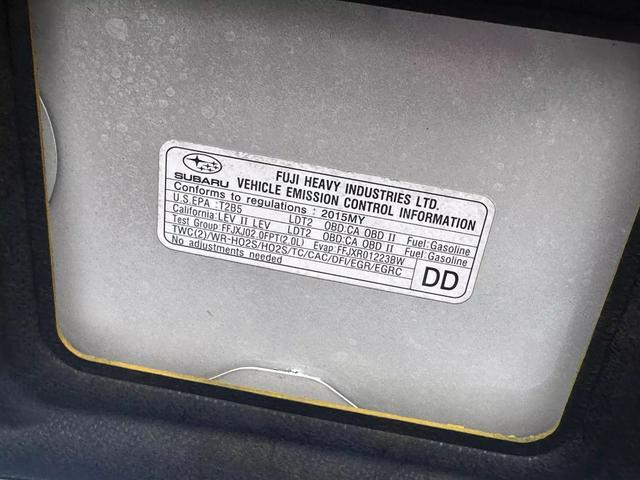 SUBARU
FUJI HEAVY INDUSTRIES LTD.
VEHICLE EMISSION CONTROL INFORMATION
Conforms to regulations : 2015MY
U.S.EPA : T2B5 LDT2 OBD:CA OBD II Fuel:Gasoline
California: LEV II LEV LDT2 OBD:CA OBD II Fuel:Gasoline
Test Group:FFJXJ02.0FPT(2.0L) Evap:FFJXR01223BW
TWC(2)/WR-HO2S/HO2S/TC/CAC/DFI/EGR/EGRC
No adjustments needed
DD